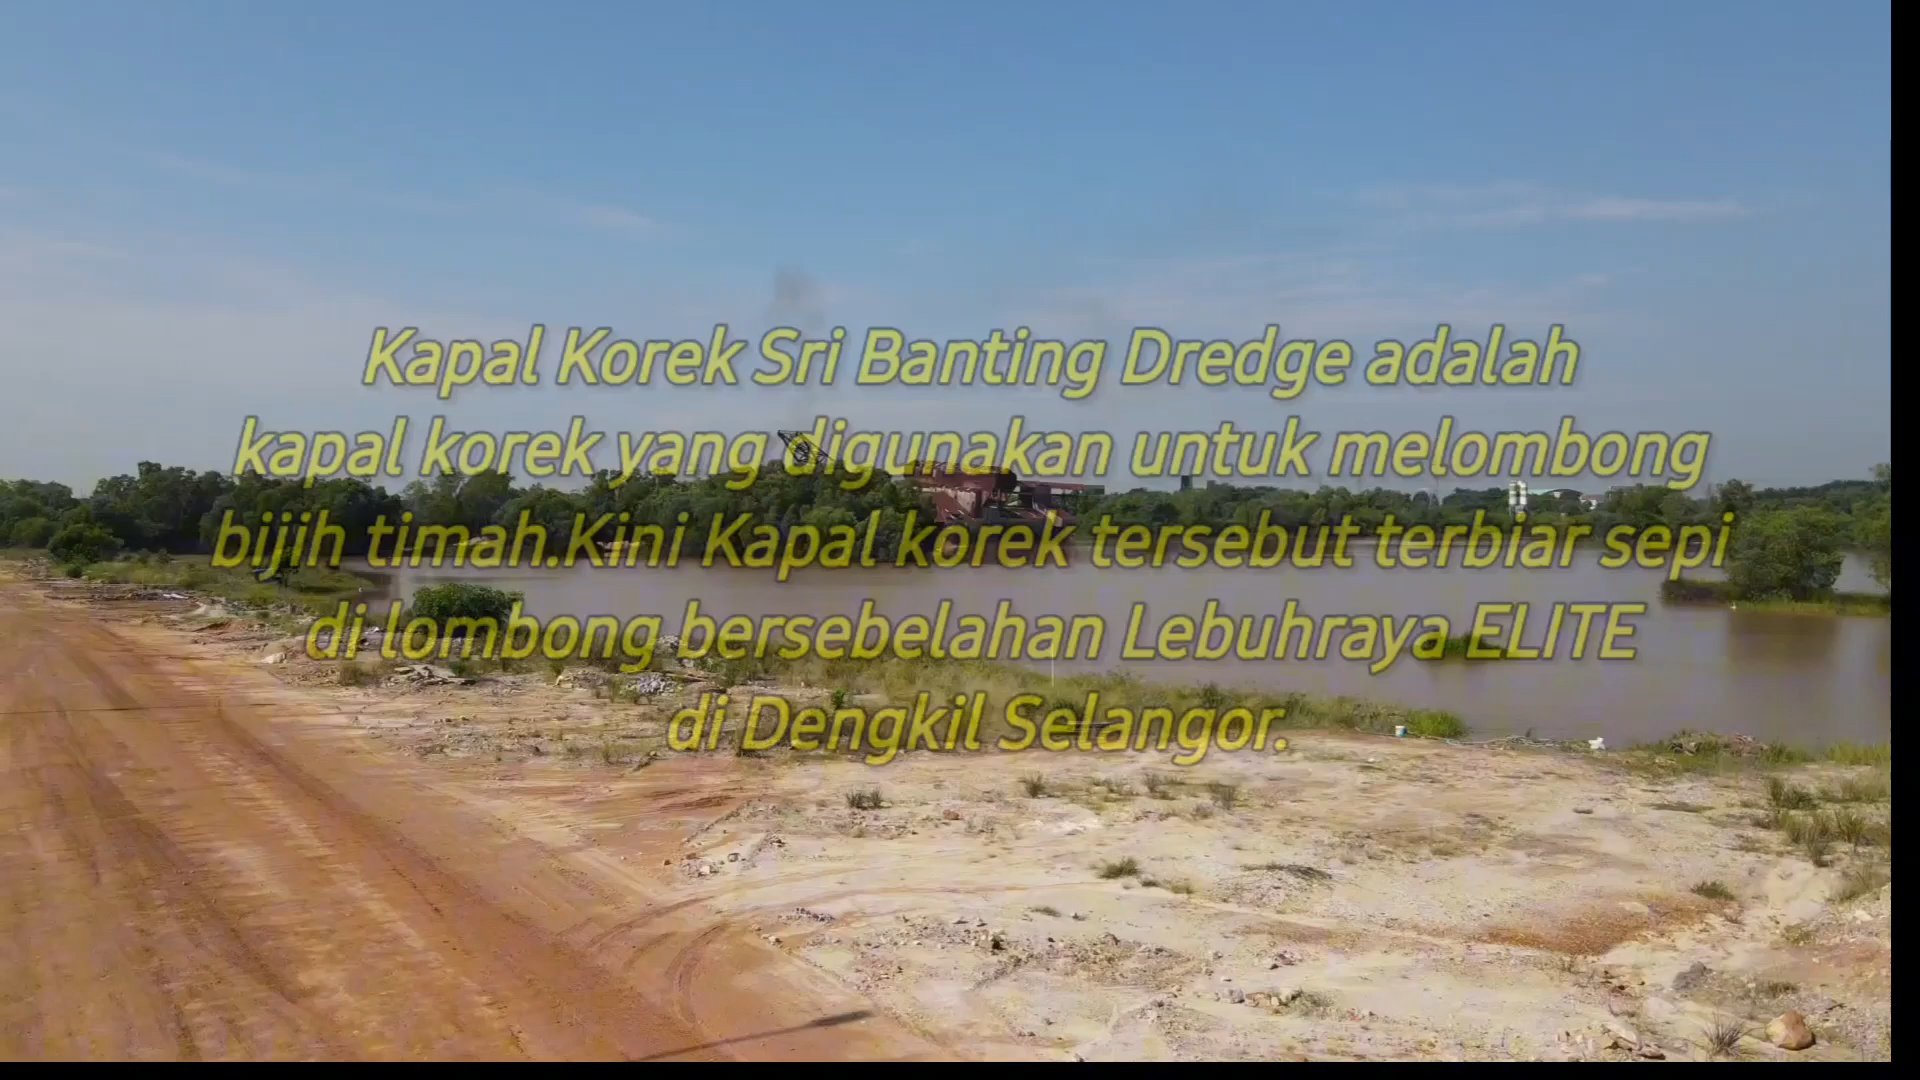 Kapal Korek Sri Banting Dredge adalah
kapal korek yang digunakan untuk melombong
bijih timah.Kini Kapal korek tersebut terbiar sepi
di lombong bersebelahan Lebuhraya ELITE
di Dengkil Selangor.